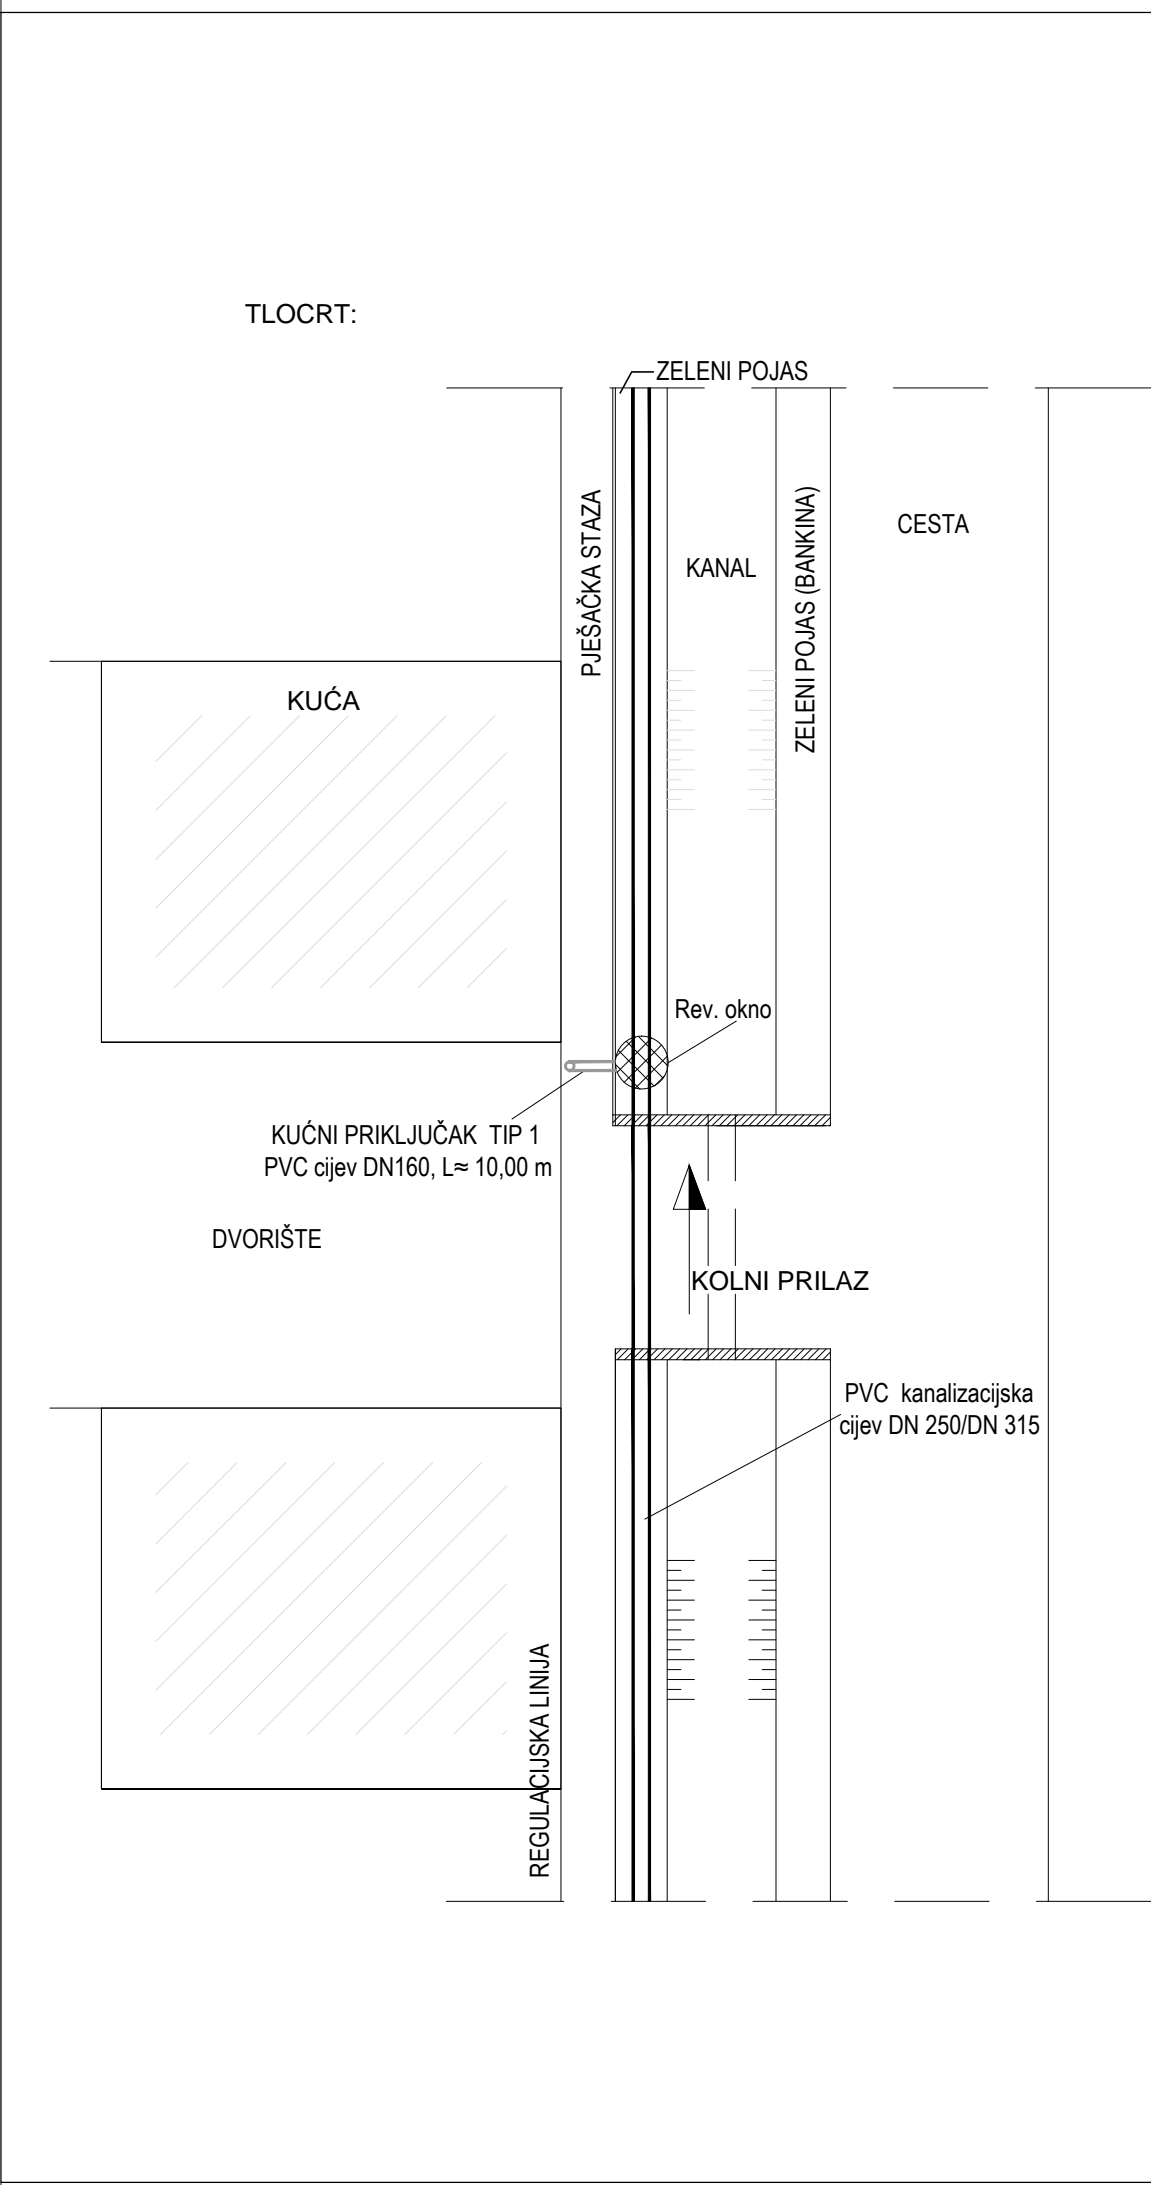 TLOCRT:
ZELENI POJAS
PJEŠAČKA STAZA
KANAL
ZELENI POJAS (BANKINA)
CESTA
KUĆA
Rev. okno
KUĆNI PRIKLJUČAK TIP 1
PVC cijev DN160, L≈ 10,00 m
DVORIŠTE
KOLNI PRILAZ
PVC kanalizacijska
cijev DN 250/DN 315
REGULACIJSKA LINIJA